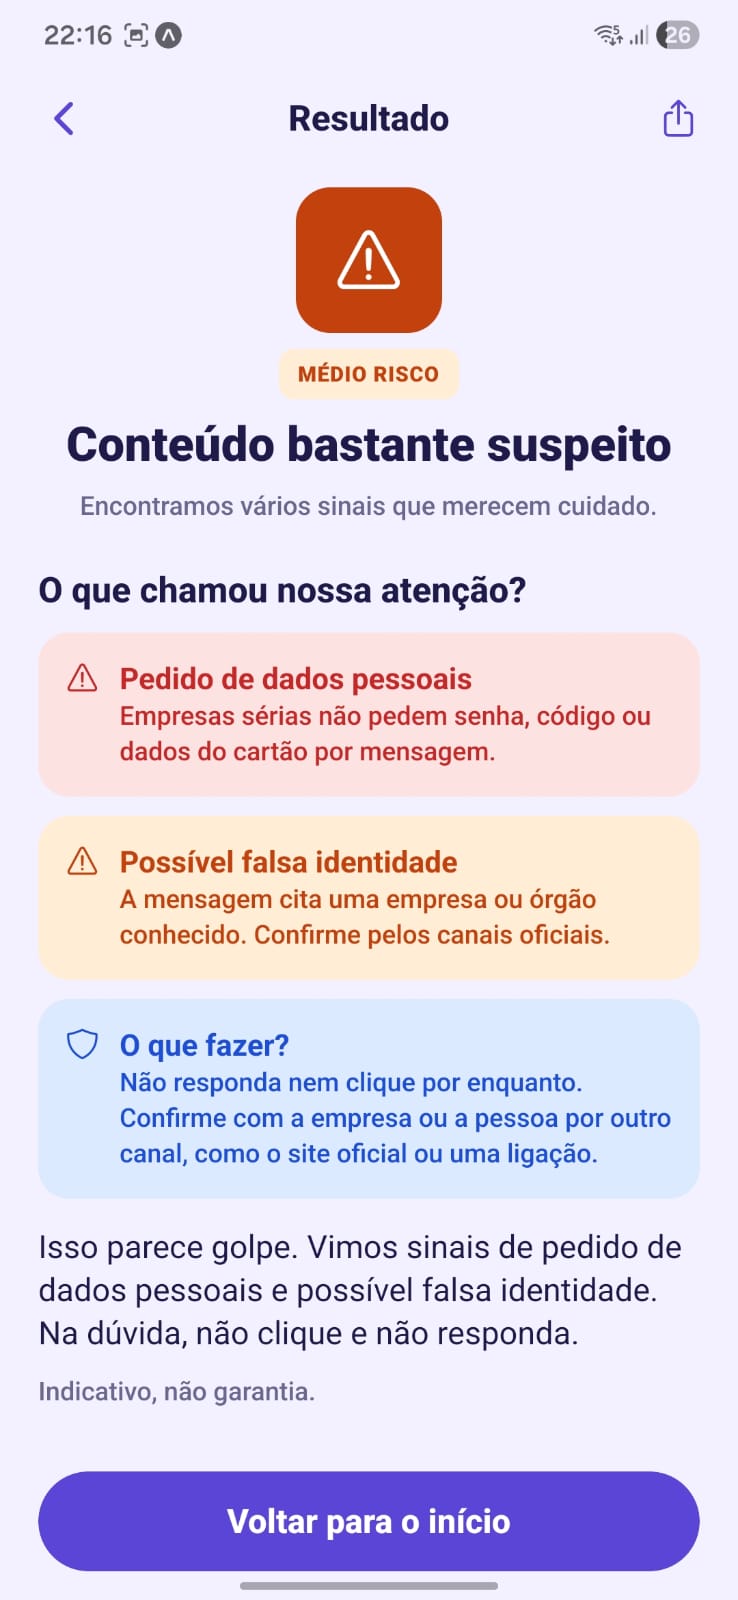 22:16
5
26
Resultado
MÉDIO RISCO
Conteúdo bastante suspeito
Encontramos vários sinais que merecem cuidado.
O que chamou nossa atenção?
Pedido de dados pessoais
Empresas sérias não pedem senha, código ou
dados do cartão por mensagem.
Possível falsa identidade
A mensagem cita uma empresa ou órgão
conhecido. Confirme pelos canais oficiais.
O que fazer?
Não responda nem clique por enquanto.
Confirme com a empresa ou a pessoa por outro
canal, como o site oficial ou uma ligação.
Isso parece golpe. Vimos sinais de pedido de
dados pessoais e possível falsa identidade.
Na dúvida, não clique e não responda.
Indicativo, não garantia.
Voltar para o início